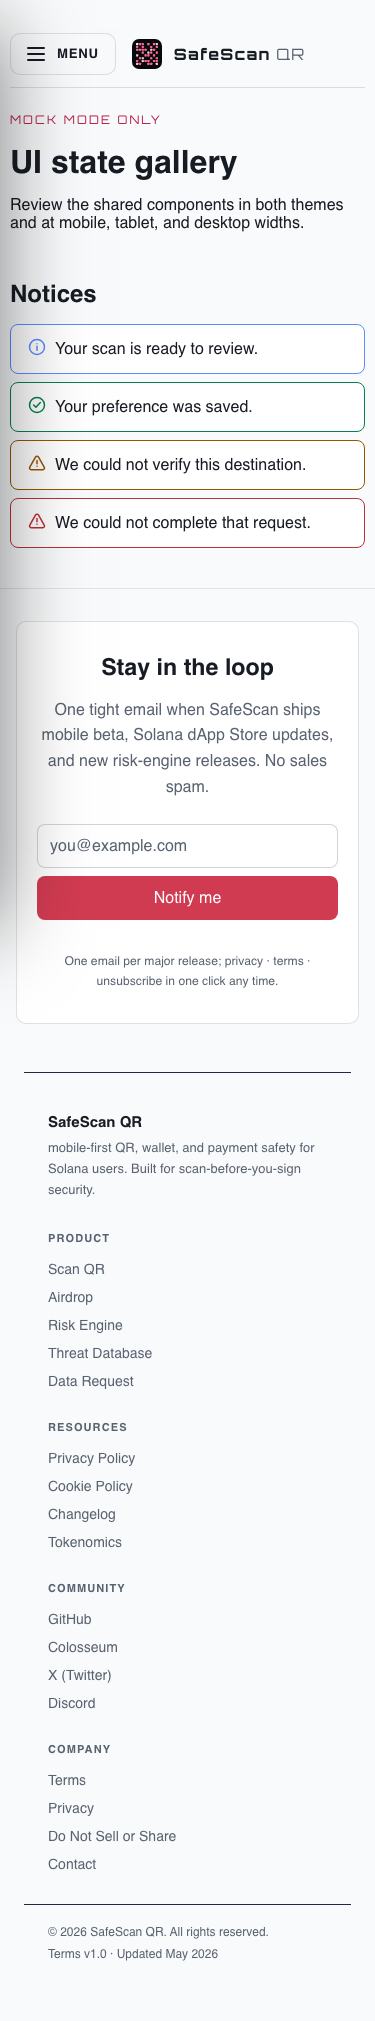 MENU
SafeScan QR
MOCK MODE ONLY
UI state gallery
Review the shared components in both themes
and at mobile, tablet, and desktop widths.
Notices
Your scan is ready to review.
Your preference was saved.
We could not verify this destination.
We could not complete that request.
Stay in the loop
One tight email when SafeScan ships
mobile beta, Solana dApp Store updates,
and new risk-engine releases. No sales
spam.
you@example.com
Notify me
One email per major release; privacy · terms ·
unsubscribe in one click any time.
SafeScan QR
mobile-first QR, wallet, and payment safety for
Solana users. Built for scan-before-you-sign
security.
PRODUCT
Scan QR
Airdrop
Risk Engine
Threat Database
Data Request
RESOURCES
Privacy Policy
Cookie Policy
Changelog
Tokenomics
COMMUNITY
GitHub
Colosseum
X (Twitter)
Discord
COMPANY
Terms
Privacy
Do Not Sell or Share
Contact
© 2026 SafeScan QR. All rights reserved.
Terms v1.0 · Updated May 2026